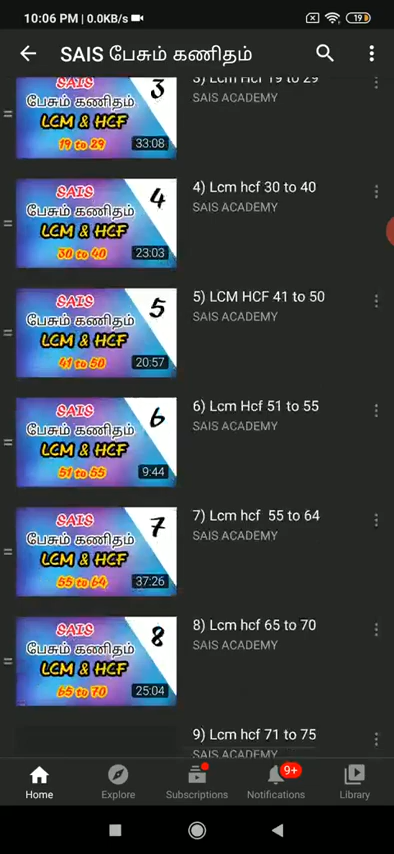 10:06 PM | 0.0KB/s
19
SAIS பேசும் கணிதம்
SAIS
3
பேசும் கணிதம்
LCM & HCF
19 to 29
33:08
3) Lcm Hcf 19 to 29
SAIS ACADEMY
SAIS
4
பேசும் கணிதம்
LCM & HCF
30 to 40
23:03
4) Lcm hcf 30 to 40
SAIS ACADEMY
SAIS
5
பேசும் கணிதம்
LCM & HCF
41 to 50
20:57
5) LCM HCF 41 to 50
SAIS ACADEMY
SAIS
6
பேசும் கணிதம்
LCM & HCF
51 to 55
9:44
6) Lcm Hcf 51 to 55
SAIS ACADEMY
SAIS
7
பேசும் கணிதம்
LCM & HCF
55 to 64
37:26
7) Lcm hcf 55 to 64
SAIS ACADEMY
SAIS
8
பேசும் கணிதம்
LCM & HCF
65 to 70
25:04
8) Lcm hcf 65 to 70
SAIS ACADEMY
9) Lcm hcf 71 to 75
SAIS ACADEMY
9+
Home
Explore
Subscriptions
Notifications
Library